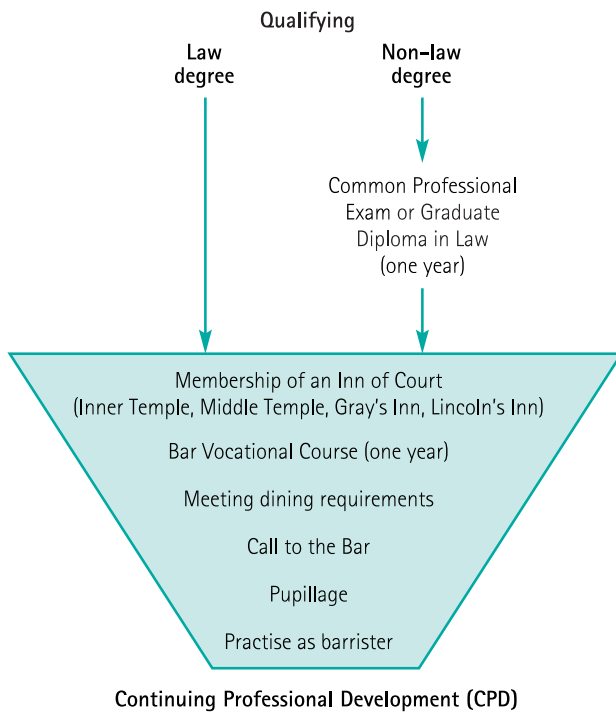 Qualifying
Law
degree
Non-law
degree
Common Professional
Exam or Graduate
Diploma in Law
(one year)
Membership of an Inn of Court
(Inner Temple, Middle Temple, Gray's Inn, Lincoln's Inn)
Bar Vocational Course (one year)
Meeting dining requirements
Call to the Bar
Pupillage
Practise as barrister
Continuing Professional Development (CPD)